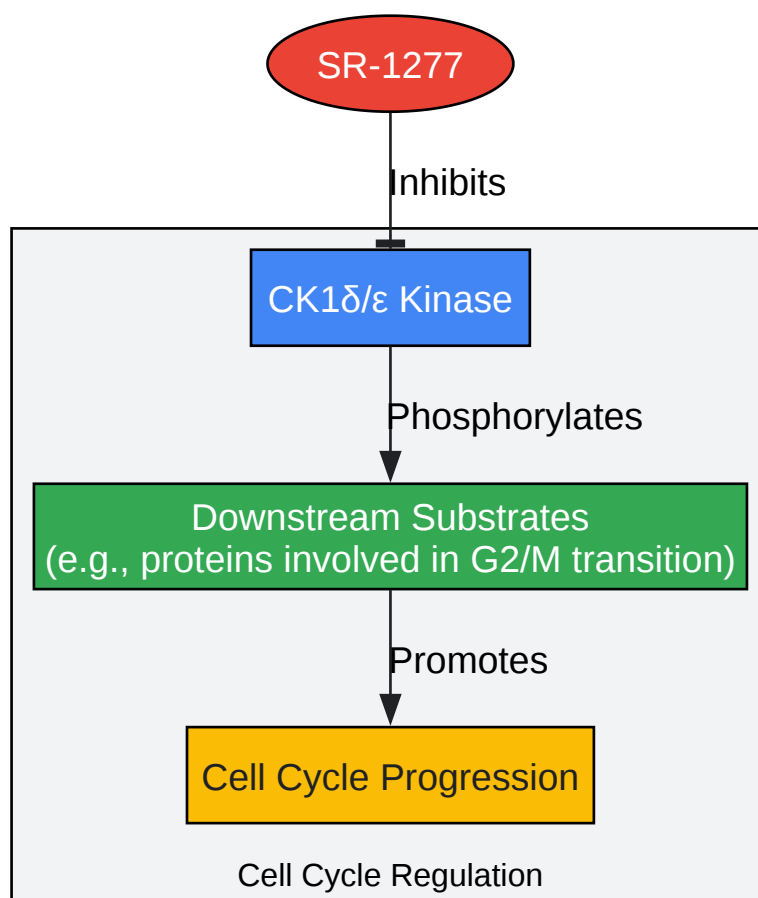 SR-1277
Inhibits
CK1δ/ε Kinase
Phosphorylates
Downstream Substrates
(e.g., proteins involved in G2/M transition)
Promotes
Cell Cycle Progression
Cell Cycle Regulation